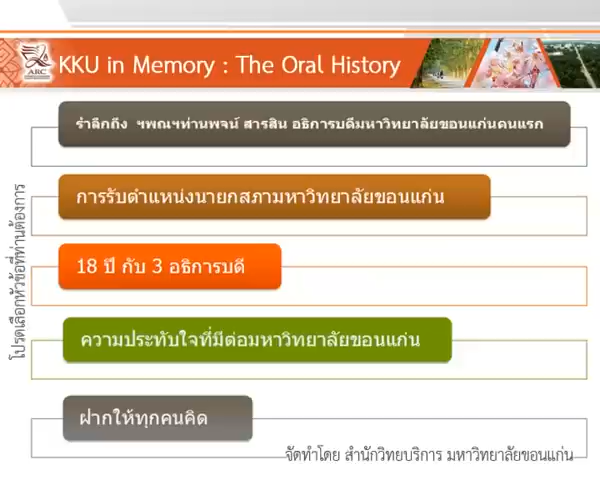 ARC
KKU in Memory : The Oral History
รำลึกถึง ฯพณฯท่านพจน์ สารสิน อธิการบดีมหาวิทยาลัยขอนแก่นคนแรก
การรับตำแหน่งนายกสภามหาวิทยาลัยขอนแก่น
18 ปี กับ 3 อธิการบดี
ความประทับใจที่มีต่อมหาวิทยาลัยขอนแก่น
ฝากให้ทุกคนคิด
โปรดเลือกหัวข้อที่ท่านต้องการ
จัดทำโดย สำนักวิทยบริการ มหาวิทยาลัยขอนแก่น